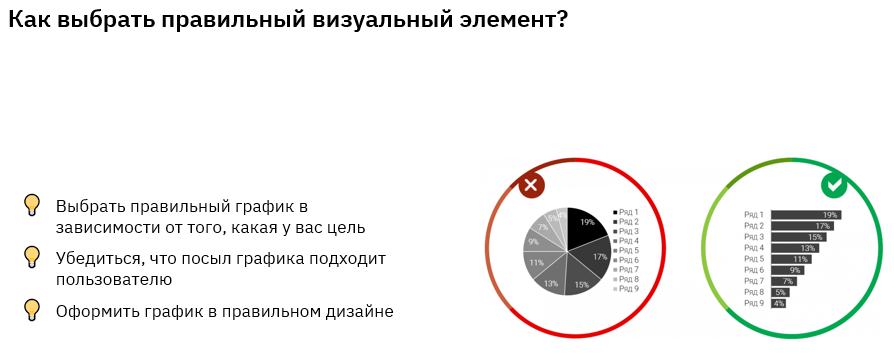 Как выбрать правильный визуальный элемент?
Выбрать правильный график в
зависимости от того, какая у вас цель
Убедиться, что посыл графика подходит
пользователю
Оформить график в правильном дизайне
19%
17%
15%
13%
11%
9%
7%
5%
4%
Ряд 1
Ряд 2
Ряд 3
Ряд 4
Ряд 5
Ряд 6
Ряд 7
Ряд 8
Ряд 9
Ряд 1 19%
Ряд 2 17%
Ряд 3 15%
Ряд 4 13%
Ряд 5 11%
Ряд 6 9%
Ряд 7 7%
Ряд 8 5%
Ряд 9 4%